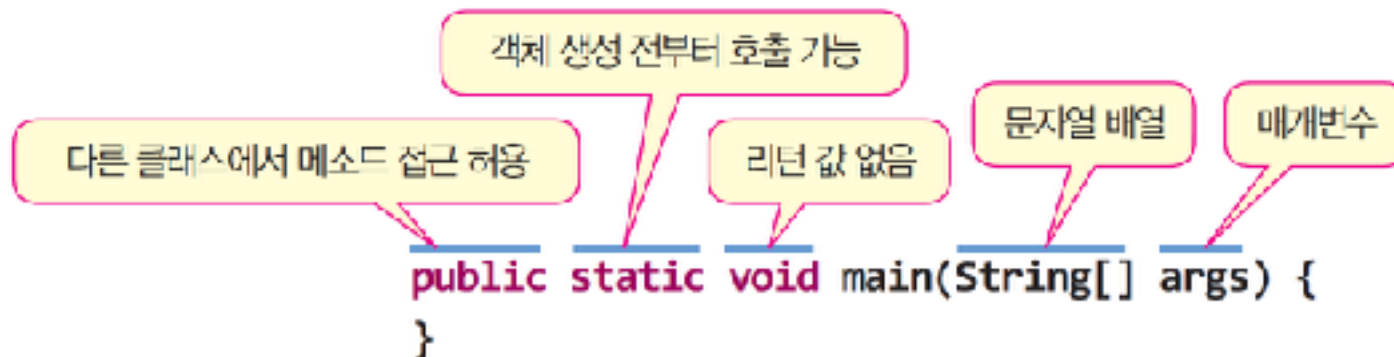 객체 생성 전부터 호출 가능
문자열 배열
매개변수
다른 클래스에서 메소드 접근 허용
리턴 값 없음
public static void main(String[] args) {
}